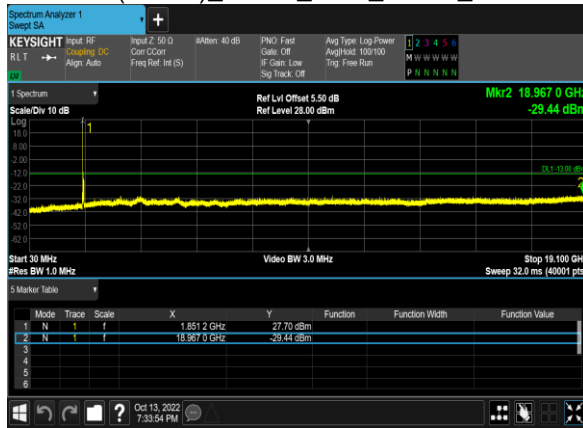 Spectrum Analyzer 1
Swept SA
+
KEYSIGHT Input: RF Input Z: 50 Ω #Atten: 40 dB PNO: Fast Avg Type: Log-Power 1 2 3 4 5 6
RLT Coupling: DC Corr CCorr Gate: Off Avg|Hold: 100/100 M W W W W W
Align: Auto Freq Ref: Int (S) IF Gain: Low Trig: Free Run P N N N N N
Sig Track: Off
1 Spectrum Ref Lvl Offset 5.50 dB Mkr2 18.967 0 GHz
Scale/Div 10 dB Ref Level 28.00 dBm -29.44 dBm
Log
18.0
8.00
-2.00
-12.0
-22.0
-32.0
-42.0
-52.0
-62.0
1
DL1 -13.00 dBm
2
Start 30 MHz Video BW 3.0 MHz Stop 19.100 GH
#Res BW 1.0 MHz Sweep 32.0 ms (40001 pts
5 Marker Table
Mode Trace Scale X Y Function Function Width Function Value
1 N 1 f 1.851 2 GHz 27.70 dBm
2 N 1 f 18.967 0 GHz -29.44 dBm
3
4
5
6
? Oct 13, 2022
7:33:54 PM